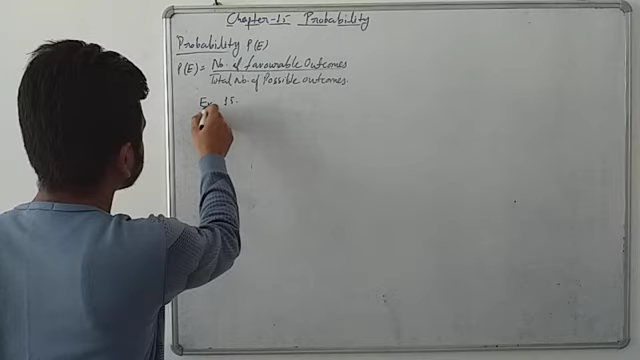 Chapter-15 Probability
Probability P(E)
P(E) = No. of favourable Outcomes
Total No. of Possible outcomes.
Ex. 15.